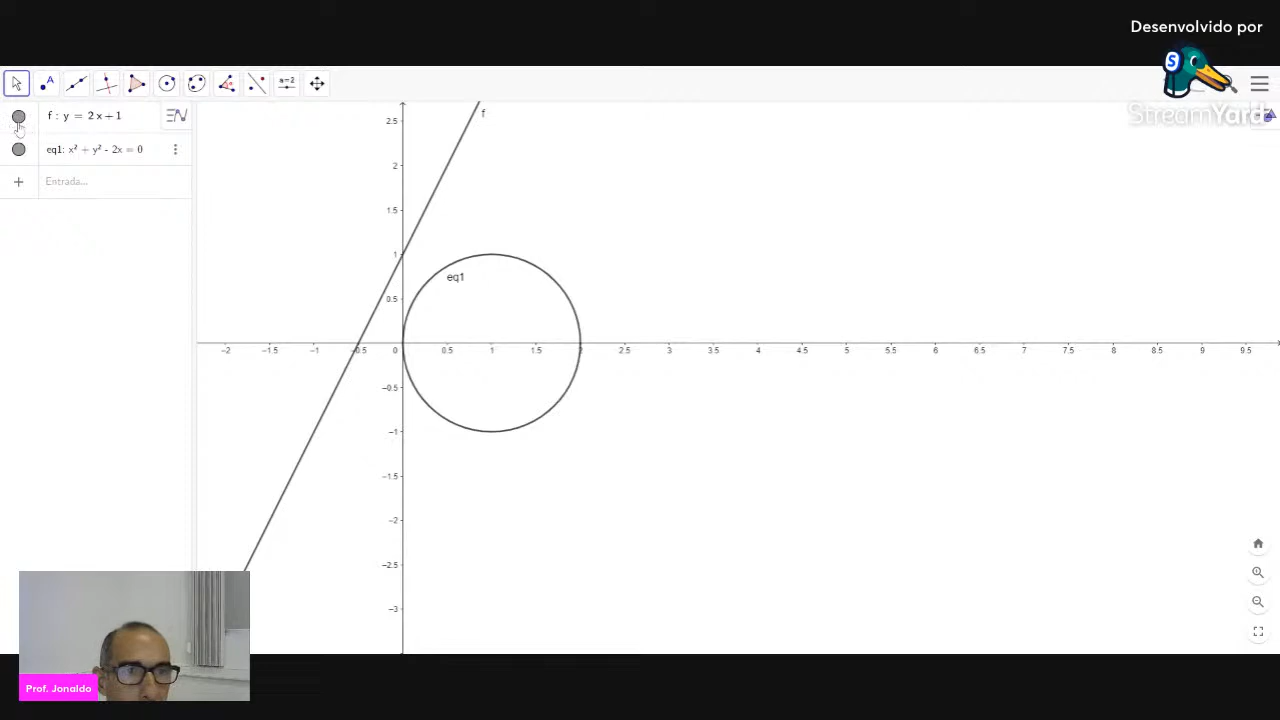 Desenvolvido por
S
StreamYard
A
a=2
f : y = 2 x + 1
eq1: x² + y² - 2x = 0
Entrada...
f
eq1
2.5
2
1.5
1
0.5
−0.5
−1
−1.5
−2
−2.5
−3
−2 −1.5 −1 −0.5 0 0.5 1 1.5 2 2.5 3 3.5 4 4.5 5 5.5 6 6.5 7 7.5 8 8.5 9 9.5
Prof. Jonaldo